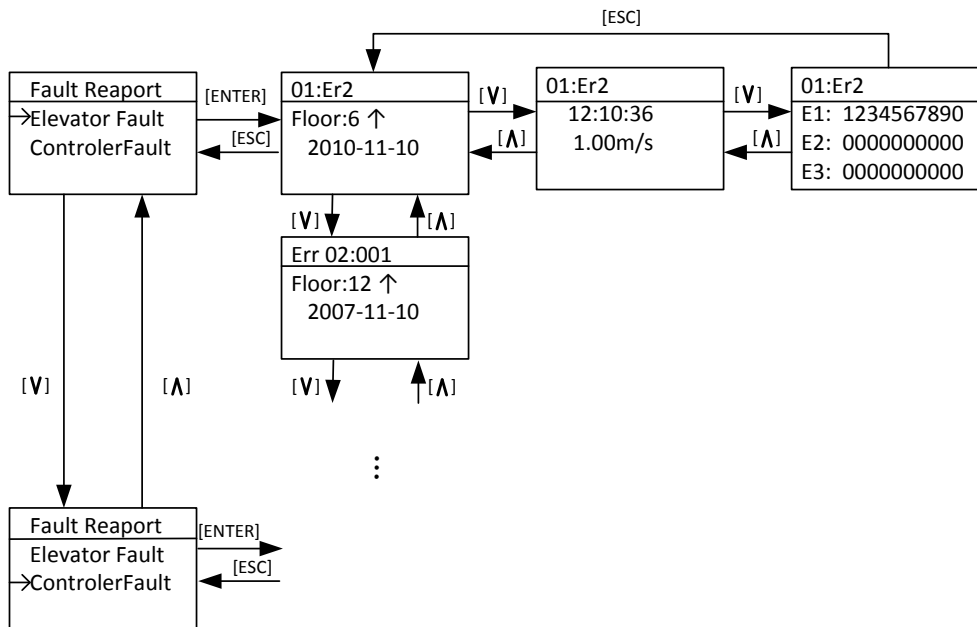 [ESC]
Fault Reaport
→Elevator Fault
ControlerFault
[ENTER]
[ESC]
01:Er2
Floor:6 ↑
2010-11-10
[∨]
[∧]
01:Er2
12:10:36
1.00m/s
[∨]
[∧]
01:Er2
E1: 1234567890
E2: 0000000000
E3: 0000000000
[∨]
[∧]
Err 02:001
Floor:12 ↑
2007-11-10
[∨]
[∧]
[∨]
[∧]
⋮
Fault Reaport
Elevator Fault
→ControlerFault
[ENTER]
[ESC]